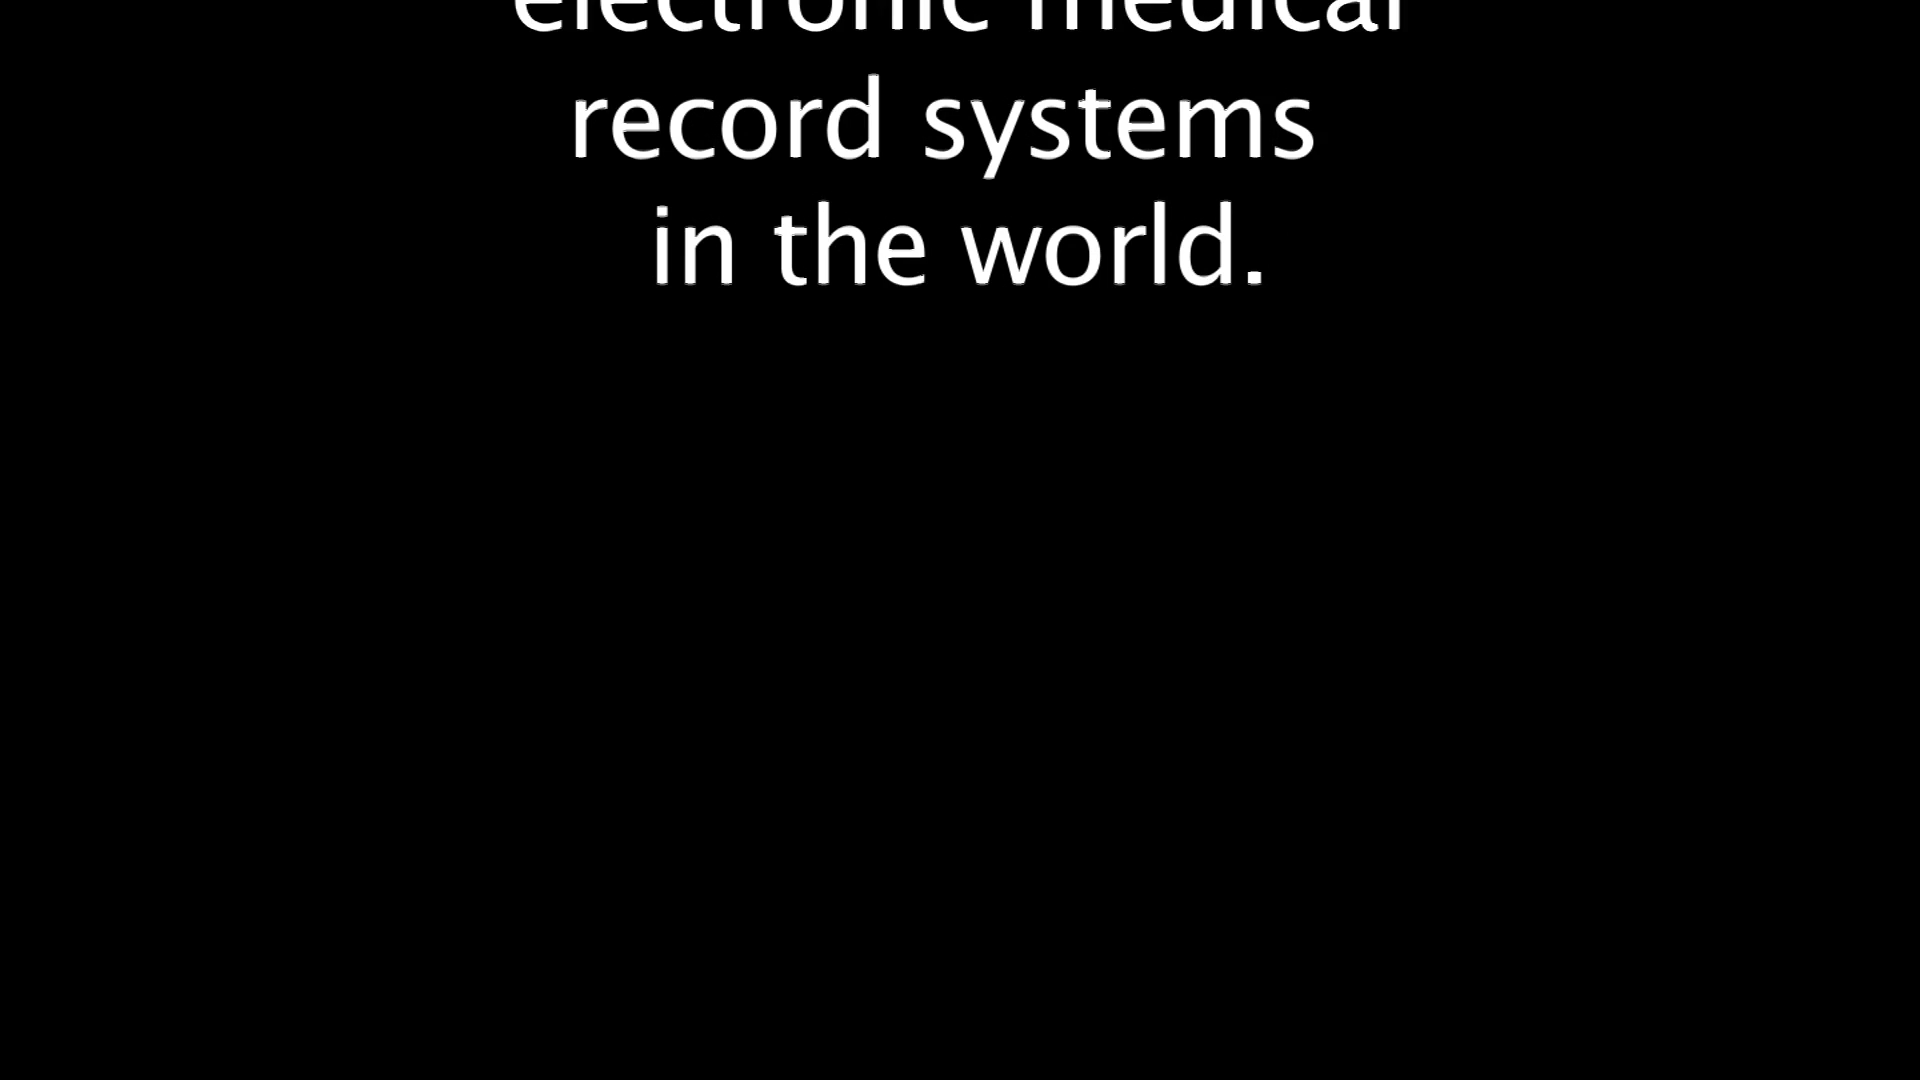 electronic medical
record systems
in the world.